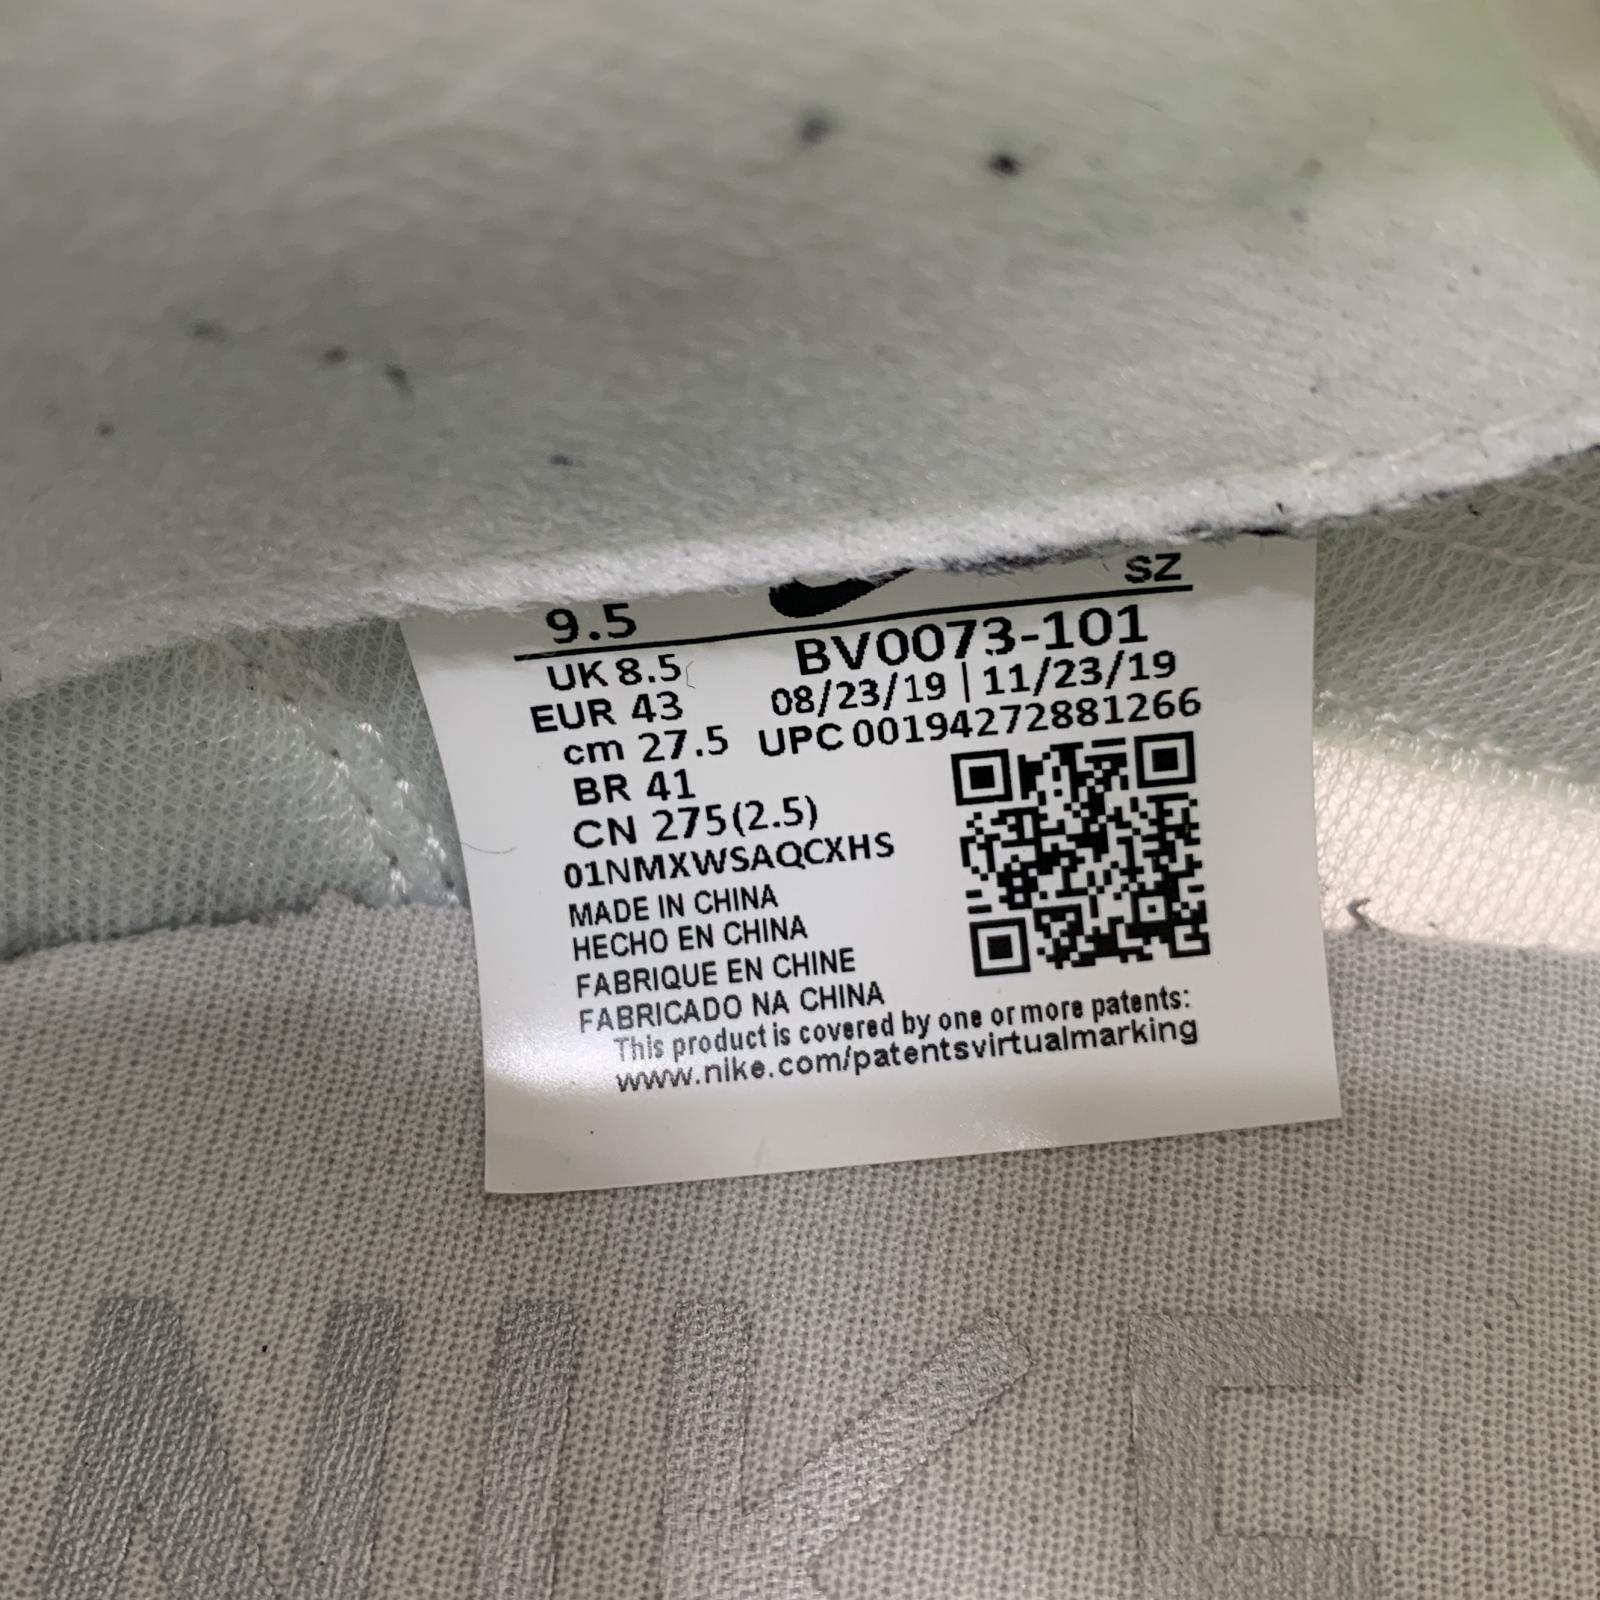 9.5 SZ
UK 8.5 BV0073-101
EUR 43 08/23/19 | 11/23/19
cm 27.5 UPC 00194272881266
BR 41
CN 275(2.5)
01NMXWSAQCXHS
MADE IN CHINA
HECHO EN CHINA
FABRIQUE EN CHINE
FABRICADO NA CHINA
This product is covered by one or more patents:
www.nike.com/patentsvirtualmarking
NIKE